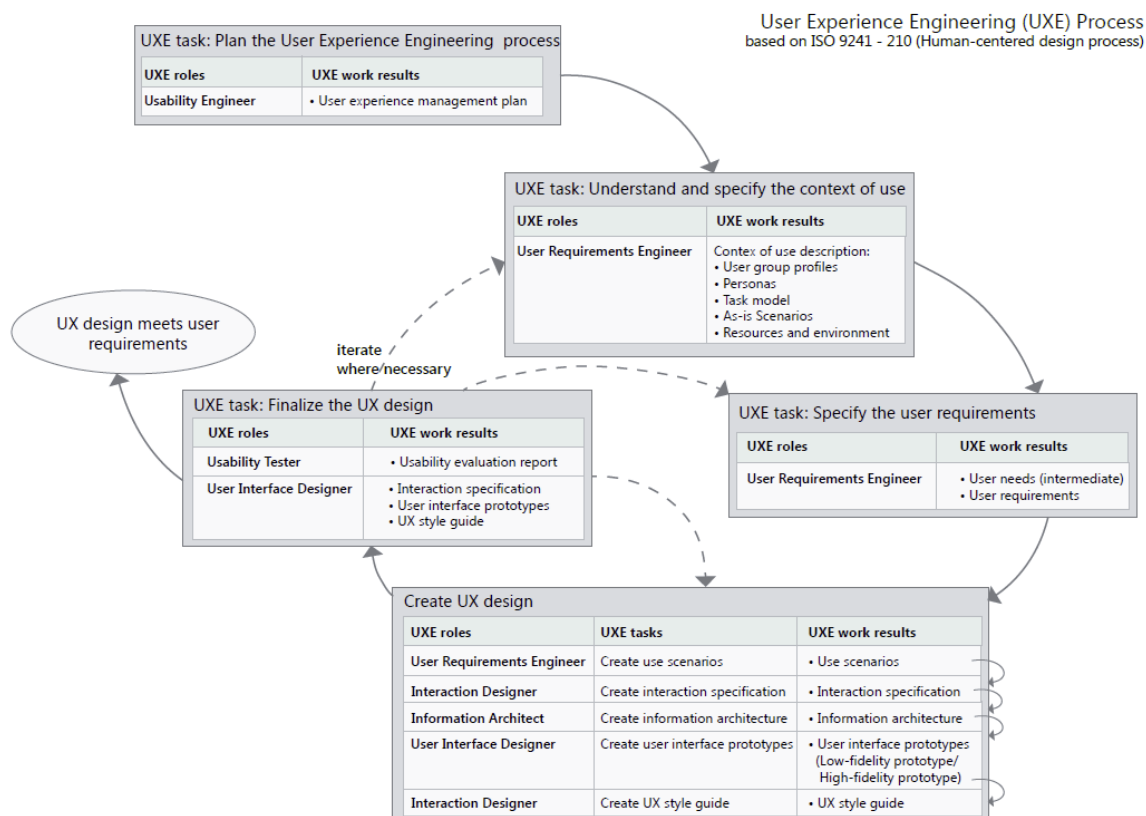 User Experience Engineering (UXE) Process
based on ISO 9241 - 210 (Human-centered design process)
UXE task: Plan the User Experience Engineering process
UXE roles UXE work results
Usability Engineer • User experience management plan
UXE task: Understand and specify the context of use
UXE roles UXE work results
User Requirements Engineer Contex of use description:
• User group profiles
• Personas
• Task model
• As-is Scenarios
• Resources and environment
UX design meets user
requirements
iterate
where necessary
UXE task: Finalize the UX design
UXE roles UXE work results
Usability Tester • Usability evaluation report
User Interface Designer • Interaction specification
• User interface prototypes
• UX style guide
UXE task: Specify the user requirements
UXE roles UXE work results
User Requirements Engineer • User needs (intermediate)
• User requirements
Create UX design
UXE roles UXE tasks UXE work results
User Requirements Engineer Create use scenarios • Use scenarios
Interaction Designer Create interaction specification • Interaction specification
Information Architect Create information architecture • Information architecture
User Interface Designer Create user interface prototypes • User interface prototypes
(Low-fidelity prototype/
High-fidelity prototype)
Interaction Designer Create UX style guide • UX style guide